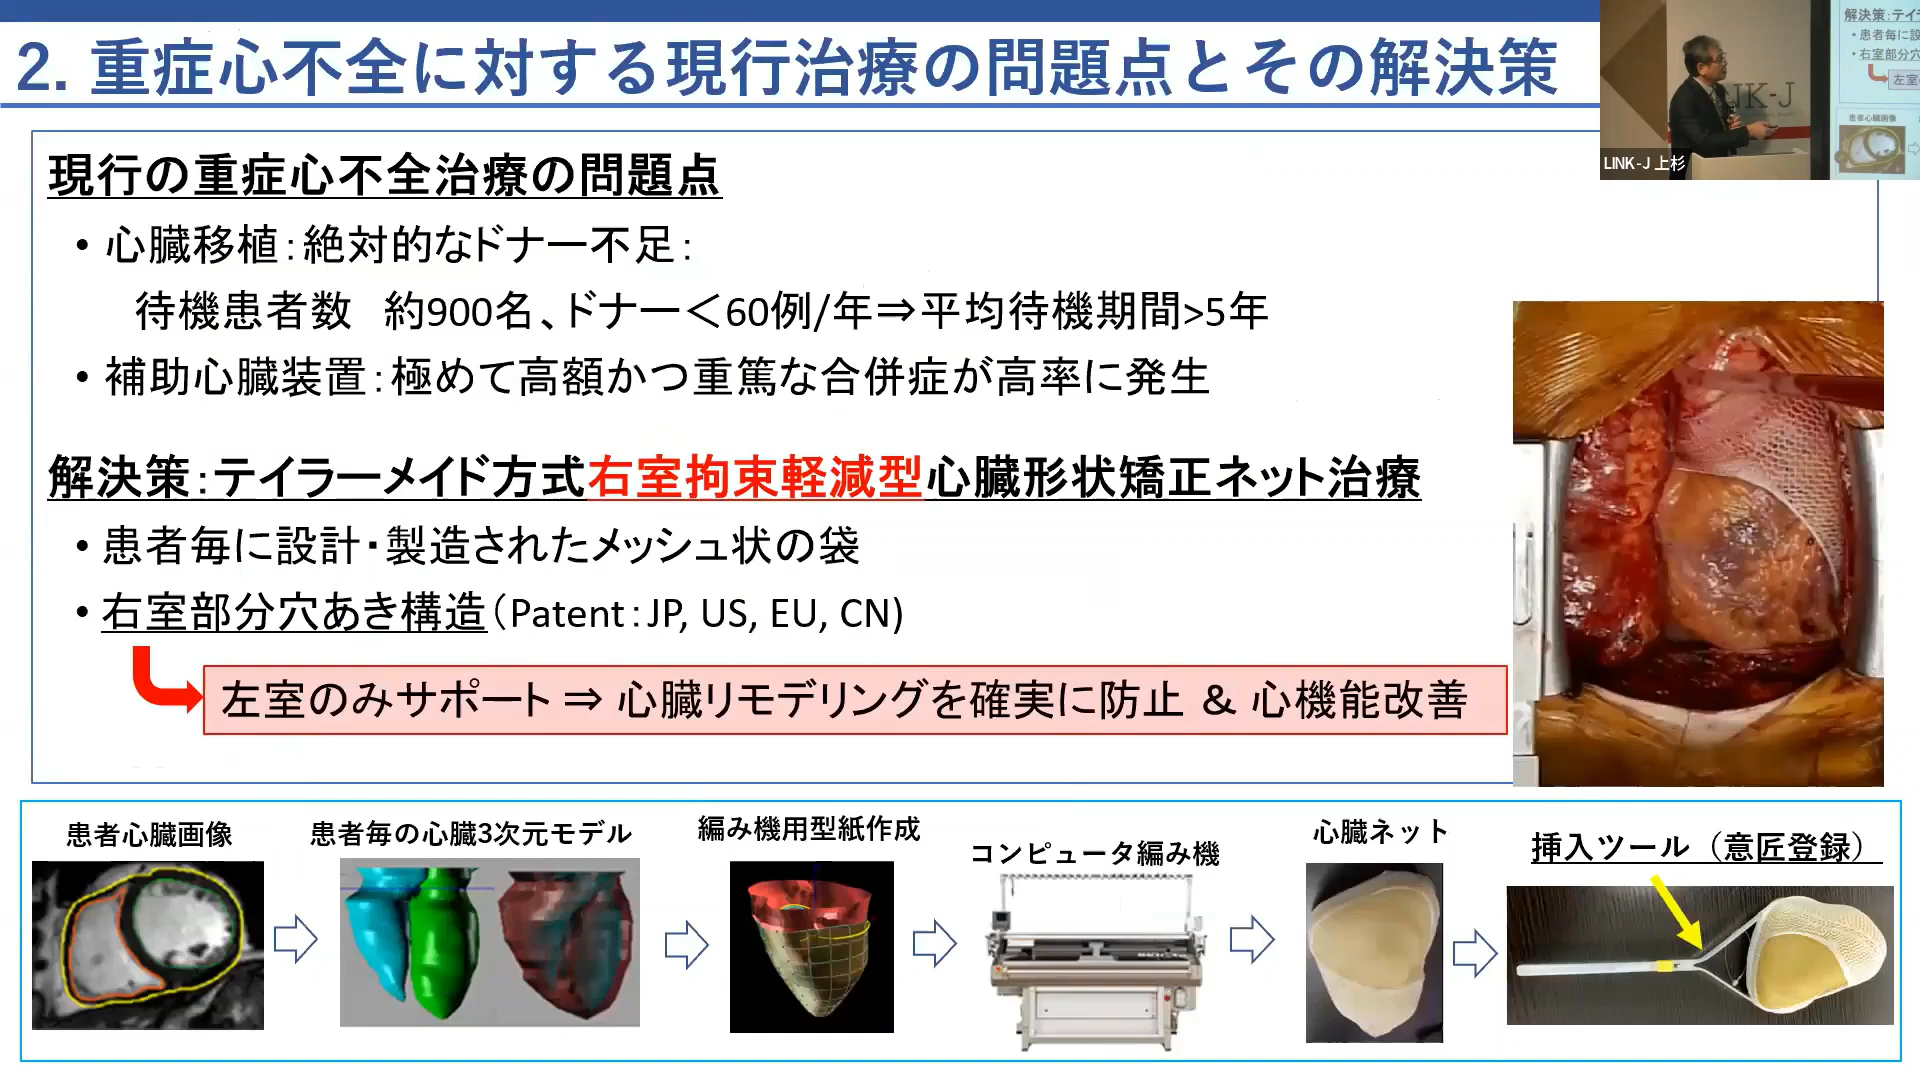 2. 重症心不全に対する現行治療の問題点とその解決策
現行の重症心不全治療の問題点
• 心臓移植：絶対的なドナー不足：
待機患者数　約900名、ドナー＜60例/年⇒平均待機期間>5年
• 補助心臓装置：極めて高額かつ重篤な合併症が高率に発生
解決策：テイラーメイド方式右室拘束軽減型心臓形状矯正ネット治療
• 患者毎に設計・製造されたメッシュ状の袋
• 右室部分穴あき構造（Patent：JP, US, EU, CN)
左室のみサポート ⇒ 心臓リモデリングを確実に防止 ＆ 心機能改善
患者心臓画像
患者毎の心臓3次元モデル
編み機用型紙作成
コンピュータ編み機
心臓ネット
挿入ツール（意匠登録）
INK-J
LINK-J 上杉
解決策：テイラ
• 患者毎に設
• 右室部分穴
左室
患者心臓画像